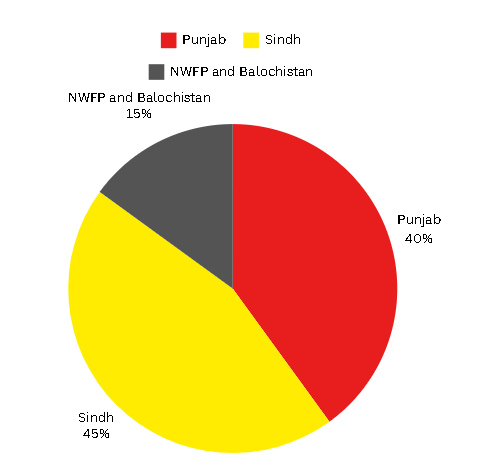 Punjab Sindh
NWFP and Balochistan
NWFP and Balochistan
15%
Punjab
40%
Sindh
45%